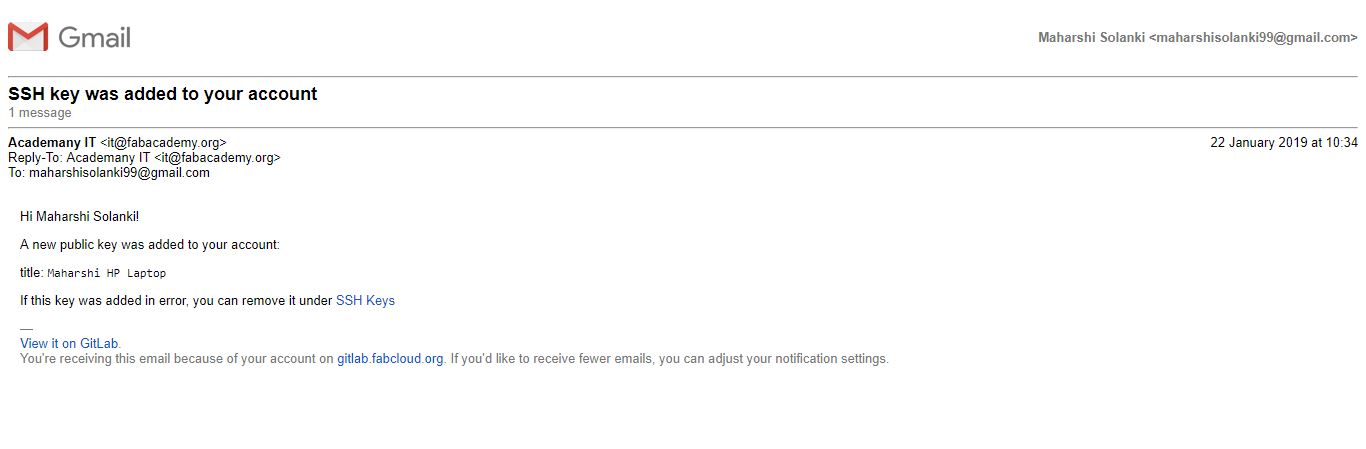 Gmail
Maharshi Solanki <maharshisolanki99@gmail.com>
SSH key was added to your account
1 message
Academany IT <it@fabacademy.org>
22 January 2019 at 10:34
Reply-To: Academany IT <it@fabacademy.org>
To: maharshisolanki99@gmail.com
Hi Maharshi Solanki!
A new public key was added to your account:
title: Maharshi HP Laptop
If this key was added in error, you can remove it under SSH Keys
—
View it on GitLab.
You're receiving this email because of your account on gitlab.fabcloud.org. If you'd like to receive fewer emails, you can adjust your notification settings.